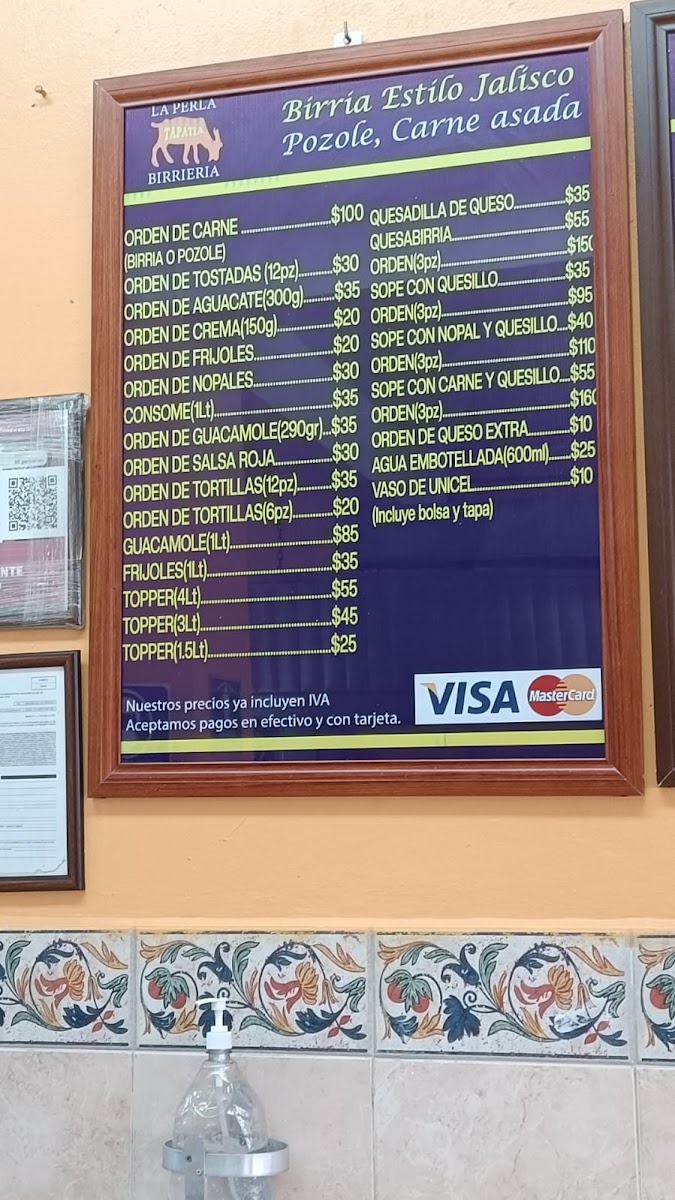 LA PERLA
TAPATIA
BIRRIERIA
Birria Estilo Jalisco
Pozole, Carne asada
ORDEN DE CARNE ..............................$100
(BIRRIA O POZOLE)
ORDEN DE TOSTADAS (12pz)...........$30
ORDEN DE AGUACATE(300g)..........$35
ORDEN DE CREMA(150g)..................$20
ORDEN DE FRIJOLES..........................$20
ORDEN DE NOPALES..........................$30
CONSOME(1Lt)......................................$35
ORDEN DE GUACAMOLE(290gr)...$35
ORDEN DE SALSA ROJA...................$30
ORDEN DE TORTILLAS(12pz)...........$35
ORDEN DE TORTILLAS(6pz).............$20
GUACAMOLE(1Lt).................................$85
FRIJOLES(1Lt).........................................$35
TOPPER(4Lt)...........................................$55
TOPPER(3Lt)...........................................$45
TOPPER(1.5Lt)........................................$25
QUESADILLA DE QUESO.................$35
QUESABIRRIA......................................$55
ORDEN(3pz)..........................................$150
SOPE CON QUESILLO.......................$35
ORDEN(3pz)..........................................$95
SOPE CON NOPAL Y QUESILLO....$40
ORDEN(3pz)..........................................$110
SOPE CON CARNE Y QUESILLO....$55
ORDEN(3pz)..........................................$160
ORDEN DE QUESO EXTRA..............$10
AGUA EMBOTELLADA(600ml).......$25
VASO DE UNICEL.................................$10
(Incluye bolsa y tapa)
Nuestros precios ya incluyen IVA
Aceptamos pagos en efectivo y con tarjeta.
VISA
MasterCard